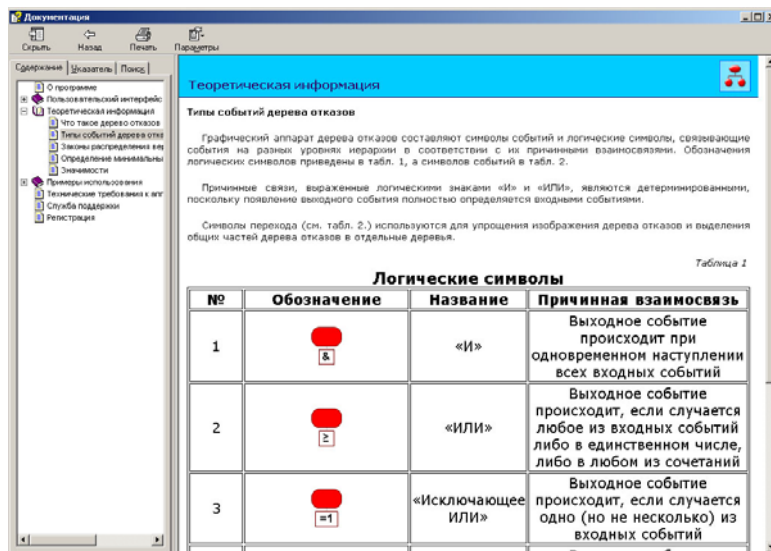 Документация
Скрыть Назад Печать Параметры
Содержание Указатель Поиск
О программе
Пользовательский интерфейс
Теоретическая информация
Что такое дерево отказов
Типы событий дерева отка
Законы распределения вер
Определение минимальны
Значимости
Примеры использования
Технические требования к апп
Служба поддержки
Регистрация
Теоретическая информация
Типы событий дерева отказов
Графический аппарат дерева отказов составляют символы событий и логические символы, связывающие
события на разных уровнях иерархии в соответствии с их причинными взаимосвязями. Обозначения
логических символов приведены в табл. 1, а символов событий в табл. 2.
Причинные связи, выраженные логическими знаками «И» и «ИЛИ», являются детерминированными,
поскольку появление выходного события полностью определяется входными событиями.
Символы перехода (см. табл. 2.) используются для упрощения изображения дерева отказов и выделения
общих частей дерева отказов в отдельные деревья.
Таблица 1
Логические символы
№ Обозначение Название Причинная взаимосвязь
1 & «И» Выходное событие
происходит при
одновременном наступлении
всех входных событий
2 ≥ «ИЛИ» Выходное событие
происходит, если случается
любое из входных событий
либо в единственном числе,
либо в любом из сочетаний
3 =1 «Исключающее
ИЛИ» Выходное событие
происходит, если случается
одно (но не несколько) из
входных событий